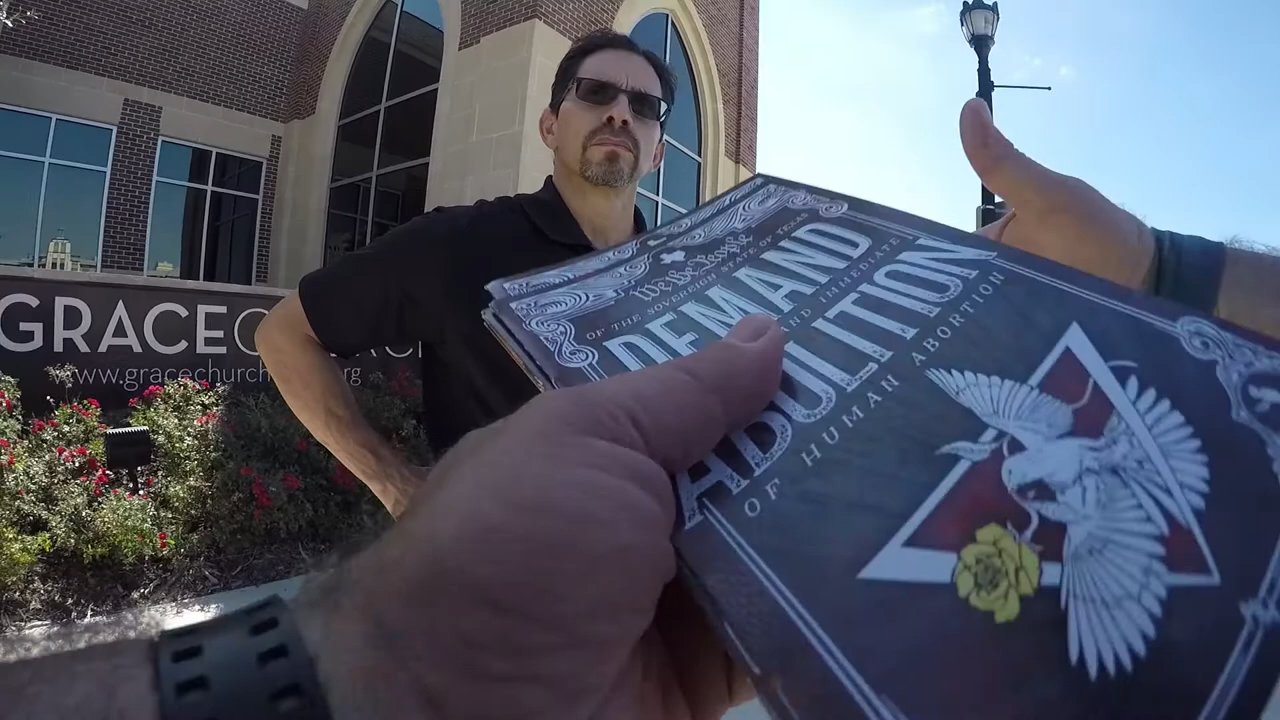 We the People
OF THE SOVEREIGN STATE OF TEXAS
DEMAND
AND IMMEDIATE
ABOLITION
OF HUMAN ABORTION
GRACE
www.gracechurch